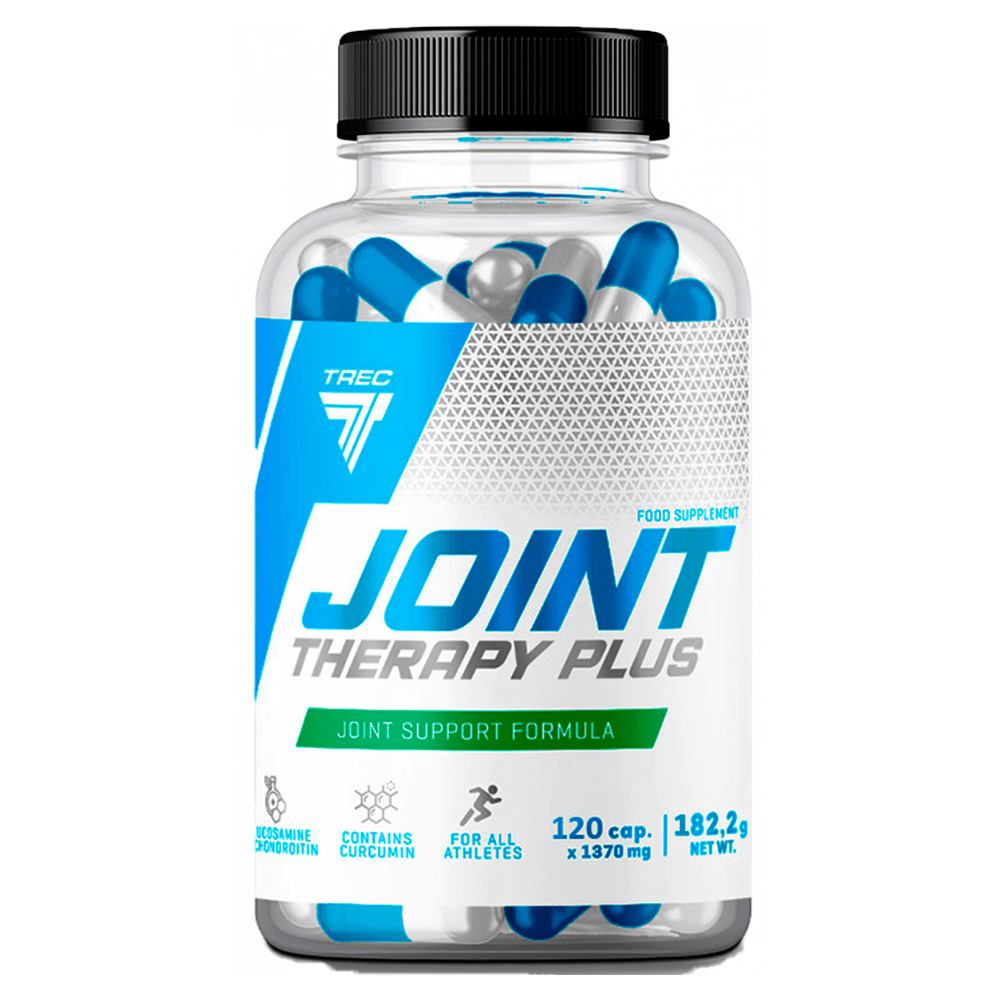 TREC
FOOD SUPPLEMENT
JOINT
THERAPY PLUS
JOINT SUPPORT FORMULA
CONTAINS
CURCUMIN
FOR ALL
ATHLETES
120 cap.
x 1370 mg
182,2g
NET WT.